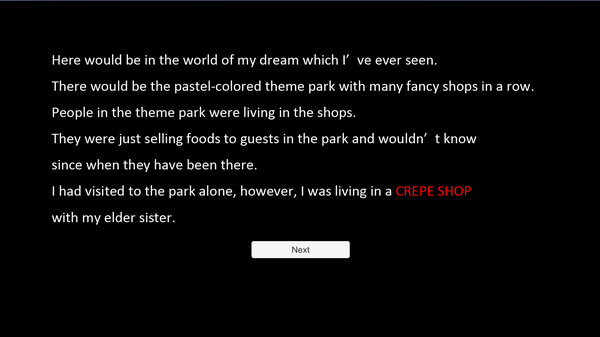 Here would be in the world of my dream which I’ve ever seen.
There would be the pastel-colored theme park with many fancy shops in a row.
People in the theme park were living in the shops.
They were just selling foods to guests in the park and wouldn’t know
since when they have been there.
I had visited to the park alone, however, I was living in a CREPE SHOP
with my elder sister.
Next